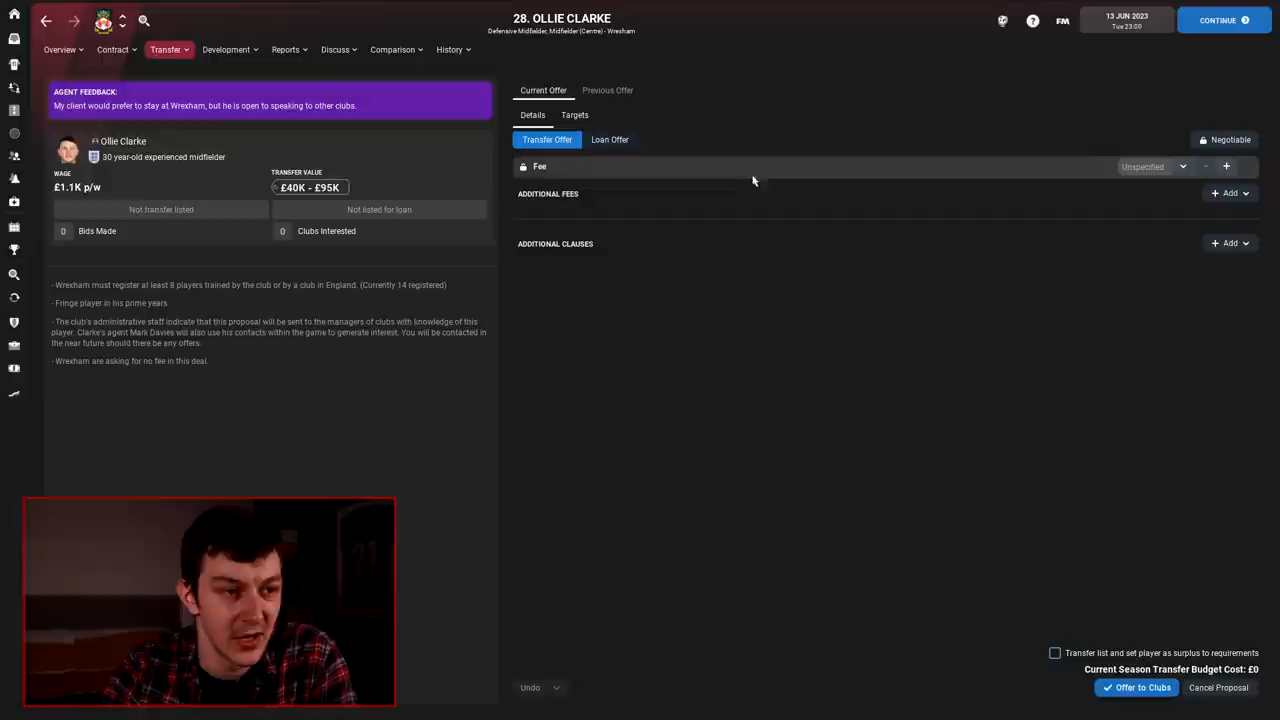 28. OLLIE CLARKE
Defensive Midfielder, Midfielder (Centre) - Wrexham
FM
13 JUN 2023
Tue 23:00
CONTINUE
Overview
Contract
Transfer
Development
Reports
Discuss
Comparison
History
AGENT FEEDBACK:
My client would prefer to stay at Wrexham, but he is open to speaking to other clubs.
Ollie Clarke
30 year-old experienced midfielder
WAGE
£1.1K p/w
TRANSFER VALUE
£40K - £95K
Not transfer listed
Not listed for loan
0 Bids Made
0 Clubs Interested
- Wrexham must register at least 8 players trained by the club or by a club in England. (Currently 14 registered)
- Fringe player in his prime years
- The club's administrative staff indicate that this proposal will be sent to the managers of clubs with knowledge of this
player. Clarke's agent Mark Davies will also use his contacts within the game to generate interest. You will be contacted in
the near future should there be any offers.
- Wrexham are asking for no fee in this deal.
Current Offer
Previous Offer
Details
Targets
Transfer Offer
Loan Offer
Negotiable
Fee
Unspecified
ADDITIONAL FEES
Add
ADDITIONAL CLAUSES
Add
Transfer list and set player as surplus to requirements
Current Season Transfer Budget Cost: £0
Undo
Offer to Clubs
Cancel Proposal